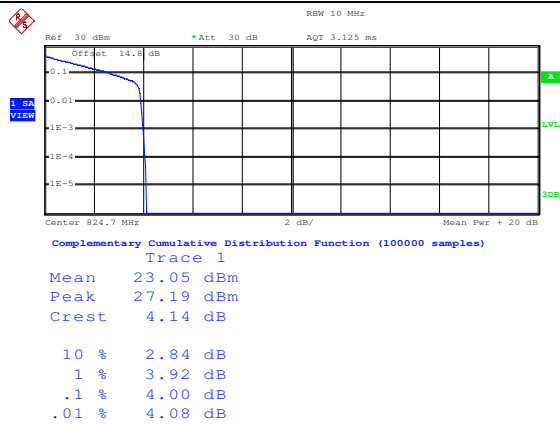 RBW 10 MHz
Ref 30 dBm *Att 30 dB AQT 3.125 ms
Offset 14.8 dB
0.1
A
0.01
1 SA
VIEW
1E-3
LVL
1E-4
1E-5
3DB
Center 824.7 MHz 2 dB/ Mean Pwr + 20 dB
Complementary Cumulative Distribution Function (100000 samples)
Trace 1
Mean 23.05 dBm
Peak 27.19 dBm
Crest 4.14 dB
10 % 2.84 dB
1 % 3.92 dB
.1 % 4.00 dB
.01 % 4.08 dB